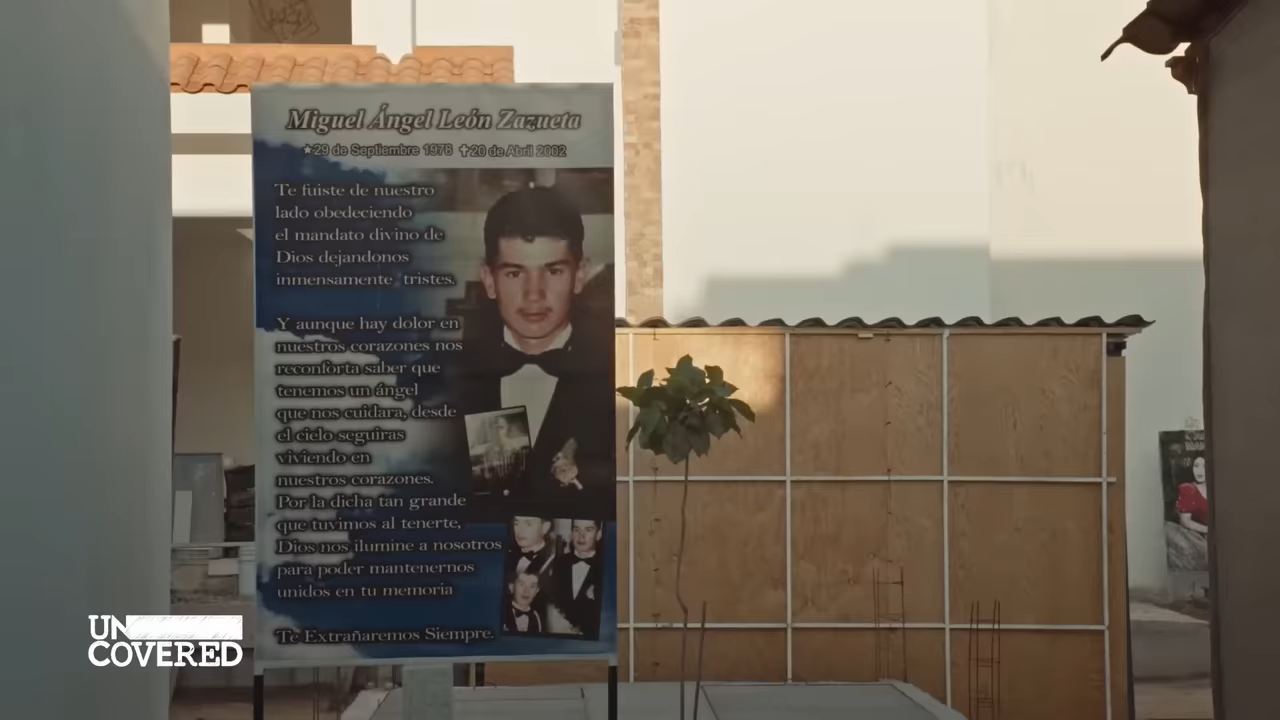 Miguel Ángel León Zazueta
★29 de Septiembre 1978 ✝20 de Abril 2002
Te fuiste de nuestro
lado obedeciendo
el mandato divino de
Dios dejandonos
inmensamente tristes.
Y aunque hay dolor en
nuestros corazones nos
reconforta saber que
tenemos un ángel
que nos cuidara, desde
el cielo seguiras
viviendo en
nuestros corazones.
Por la dicha tan grande
que tuvimos al tenerte,
Dios nos ilumine a nosotros
para poder mantenernos
unidos en tu memoria
Te Extrañaremos Siempre.
UN
COVERED